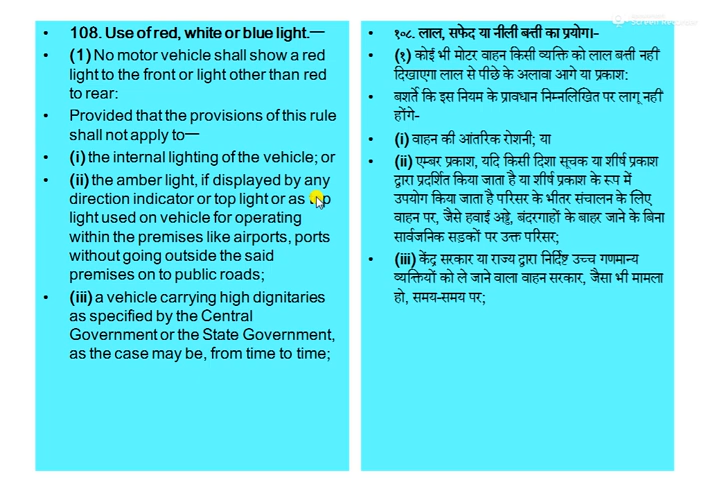 108. Use of red, white or blue light.—
(1) No motor vehicle shall show a red
light to the front or light other than red
to rear:
Provided that the provisions of this rule
shall not apply to—
(i) the internal lighting of the vehicle; or
(ii) the amber light, if displayed by any
direction indicator or top light or as
light used on vehicle for operating
within the premises like airports, ports
without going outside the said
premises on to public roads;
(iii) a vehicle carrying high dignitaries
as specified by the Central
Government or the State Government,
as the case may be, from time to time;
१०८. लाल, सफेद या नीली बत्ती का प्रयोग।-
(१) कोई भी मोटर वाहन किसी व्यक्ति को लाल बत्ती नहीं
दिखाएगा लाल से पीछे के अलावा आगे या प्रकाश:
बशर्ते कि इस नियम के प्रावधान निम्नलिखित पर लागू नहीं
होंगे-
(i) वाहन की आंतरिक रोशनी; या
(ii) एम्बर प्रकाश, यदि किसी दिशा सूचक या शीर्ष प्रकाश
द्वारा प्रदर्शित किया जाता है या शीर्ष प्रकाश के रूप में
उपयोग किया जाता है परिसर के भीतर संचालन के लिए
वाहन पर, जैसे हवाई अड्डे, बंदरगाहों के बाहर जाने के बिना
सार्वजनिक सड़कों पर उक्त परिसर;
(iii) केंद्र सरकार या राज्य द्वारा निर्दिष्ट उच्च गणमान्य
व्यक्तियों को ले जाने वाला वाहन सरकार, जैसा भी मामला
हो, समय-समय पर;